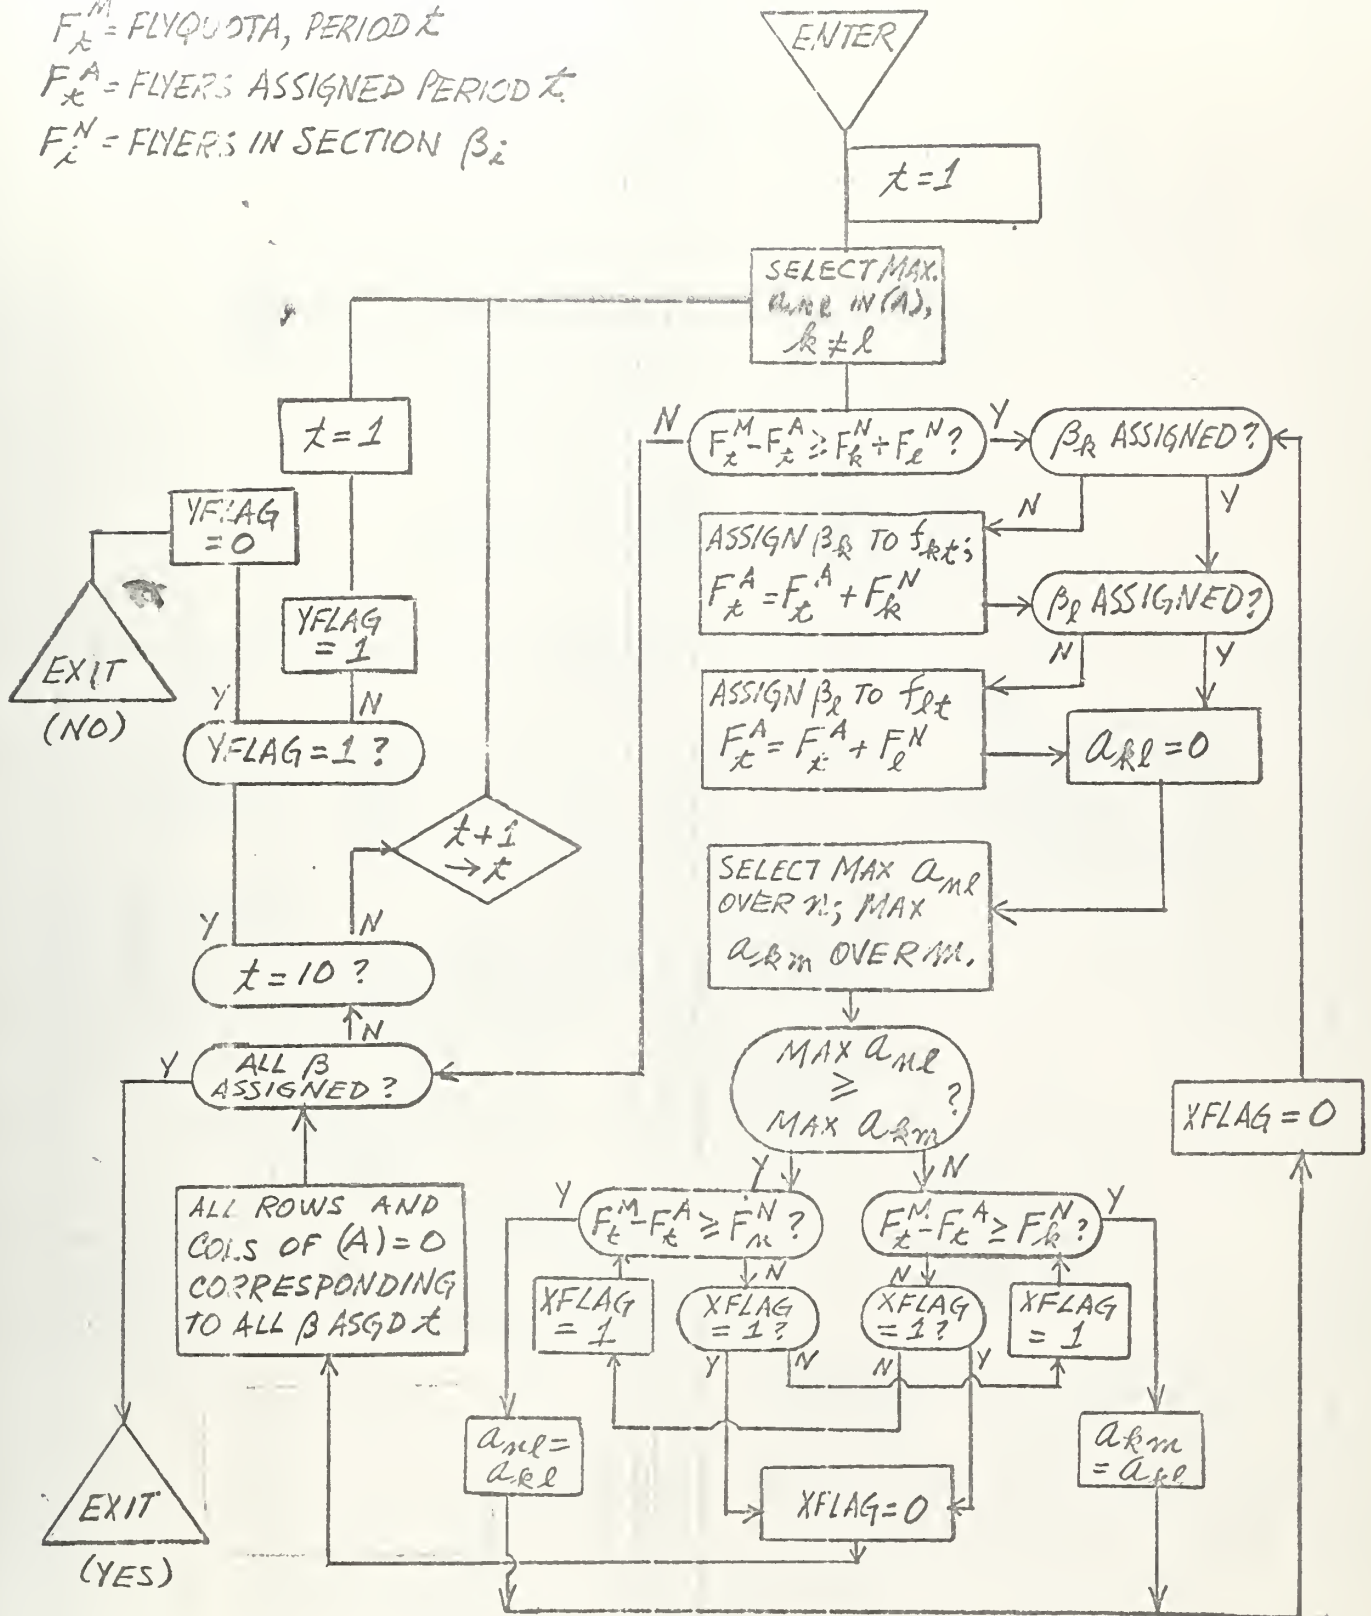 F_t^M = FLYQUOTA, PERIOD t
F_t^A = FLYERS ASSIGNED PERIOD t.
F_i^N = FLYERS IN SECTION β_i
ENTER
t = 1
SELECT MAX.
IN (A),
k ≠ l
t = 1
N
F_t^M - F_t^A ≥ F_k^N + F_l^N ?
Y
β_k ASSIGNED?
YFLAG
= 0
N
Y
ASSIGN β_k TO f_kt;
F_t^A = F_t^A + F_k^N
β_l ASSIGNED?
YFLAG
= 1
EXIT
(NO)
N
Y
ASSIGN β_l TO f_lt
F_t^A = F_t^A + F_l^N
a_kl = 0
Y
N
YFLAG = 1 ?
t + 1
→ t
SELECT MAX a_nl
OVER n; MAX
a_km OVER m.
Y
N
t = 10 ?
N
Y
ALL β
ASSIGNED?
MAX a_nl
≥
?
MAX a_km
XFLAG = 0
Y
N
ALL ROWS AND
COLS OF (A) = 0
CORRESPONDING
TO ALL β ASGD t
Y
F_t^M - F_t^A ≥ F_n^N ?
F_t^M - F_t^A ≥ F_k^N ?
Y
N
N
XFLAG
= 1
XFLAG
= 1 ?
XFLAG
= 1 ?
XFLAG
= 1
Y
N
N
Y
a_nl =
a_kl
a_km
= a_kl
XFLAG = 0
EXIT
(YES)